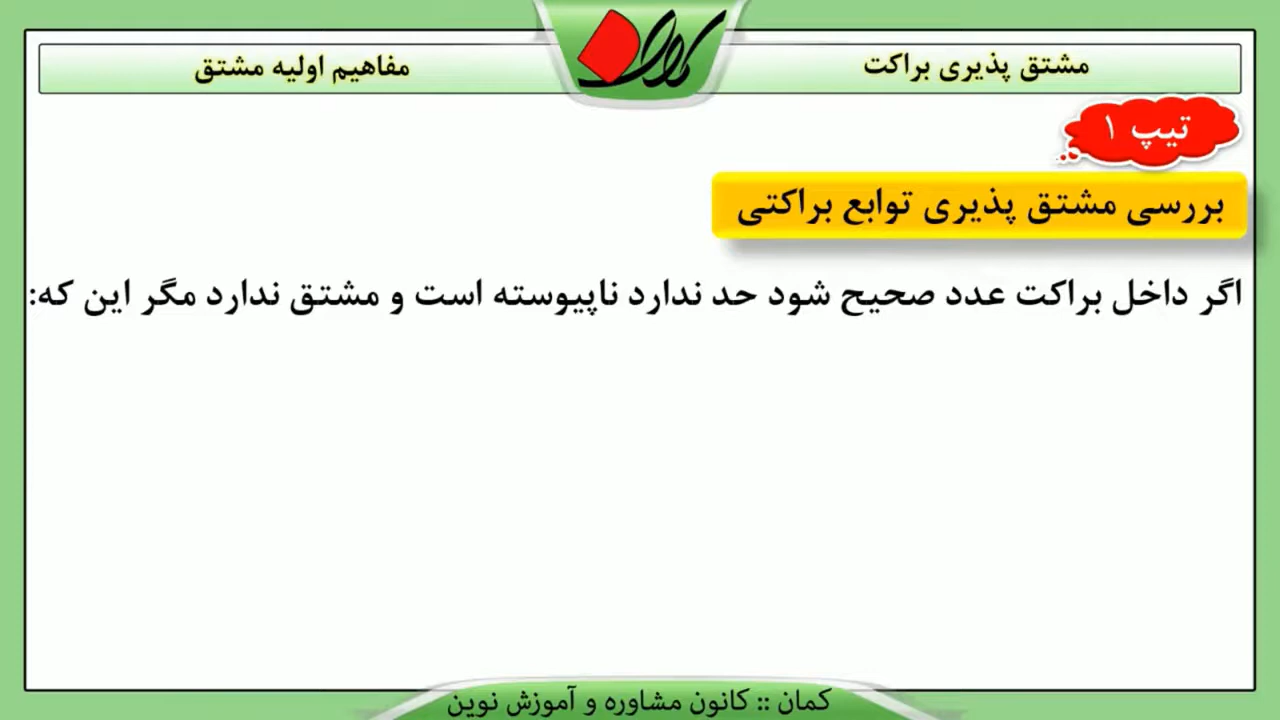 مشتق پذیری براکت
کمان
مفاهیم اولیه مشتق
تیپ ۱
بررسی مشتق پذیری توابع براکتی
اگر داخل براکت عدد صحیح شود حد ندارد ناپیوسته است و مشتق ندارد مگر این که:
کمان :: کانون مشاوره و آموزش نوین